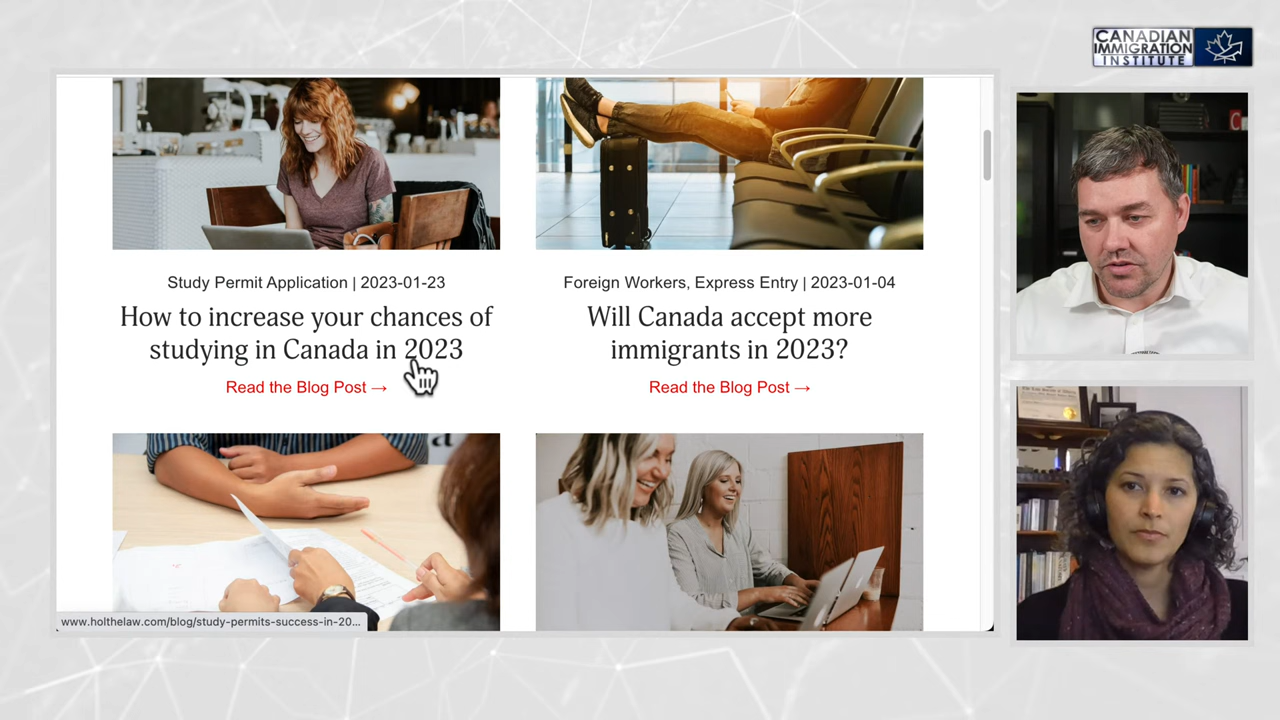 CANADIAN
IMMIGRATION
INSTITUTE
Study Permit Application | 2023-01-23
How to increase your chances of
studying in Canada in 2023
Read the Blog Post →
Foreign Workers, Express Entry | 2023-01-04
Will Canada accept more
immigrants in 2023?
Read the Blog Post →
www.holthelaw.com/blog/study-permits-success-in-20...